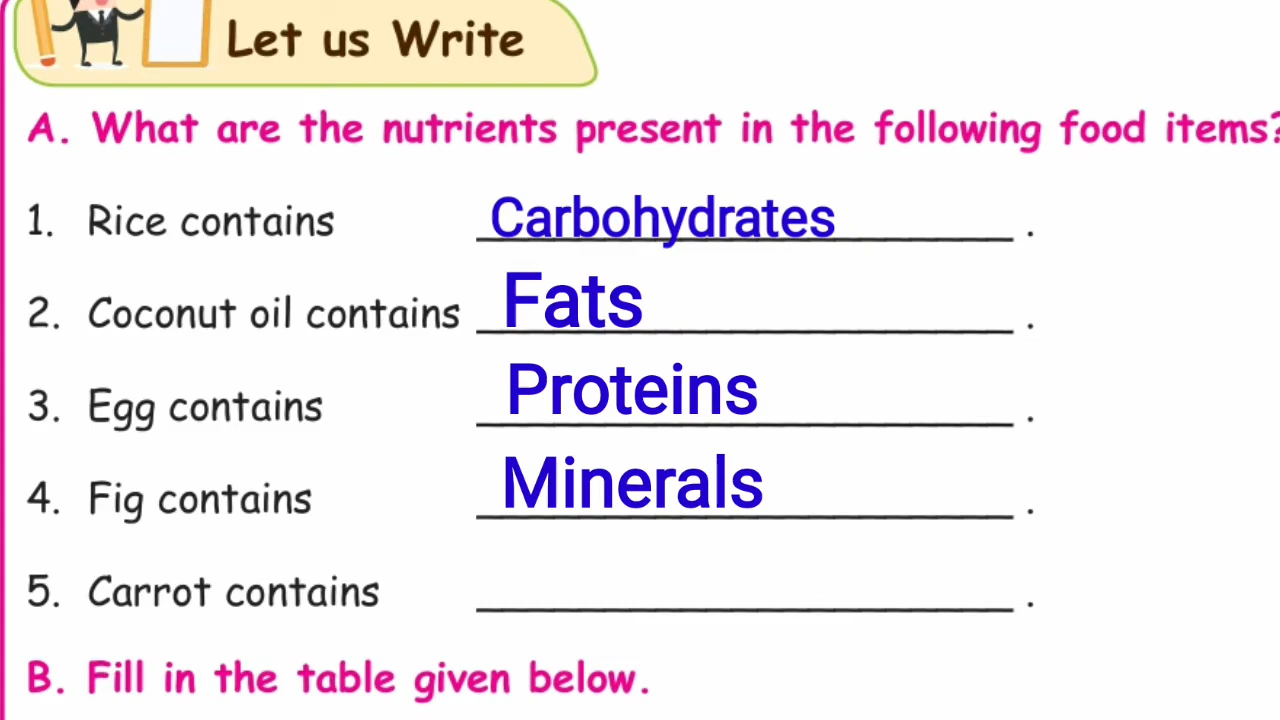 Let us Write
A. What are the nutrients present in the following food items?
1. Rice contains Carbohydrates .
2. Coconut oil contains Fats .
3. Egg contains Proteins .
4. Fig contains Minerals .
5. Carrot contains ____________________ .
B. Fill in the table given below.